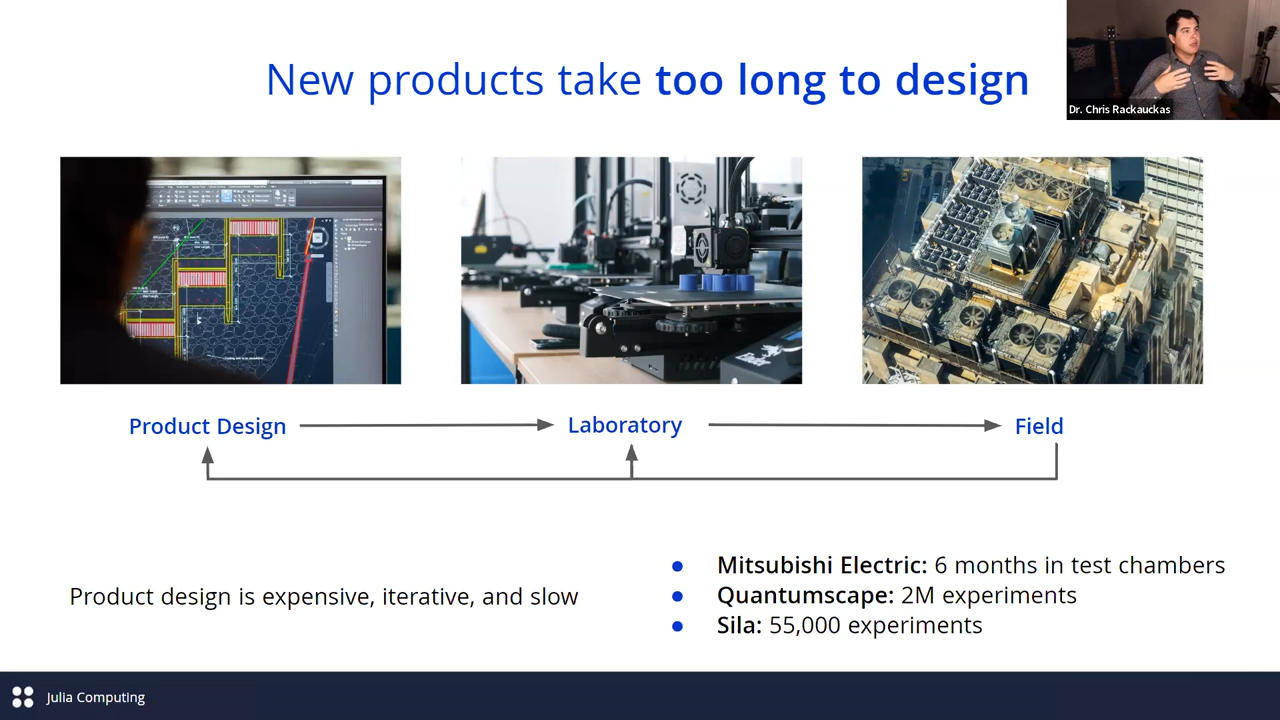 New products take too long to design
Dr. Chris Rackauckas
Product Design
Laboratory
Field
Product design is expensive, iterative, and slow
Mitsubishi Electric: 6 months in test chambers
Quantumscape: 2M experiments
Sila: 55,000 experiments
Julia Computing